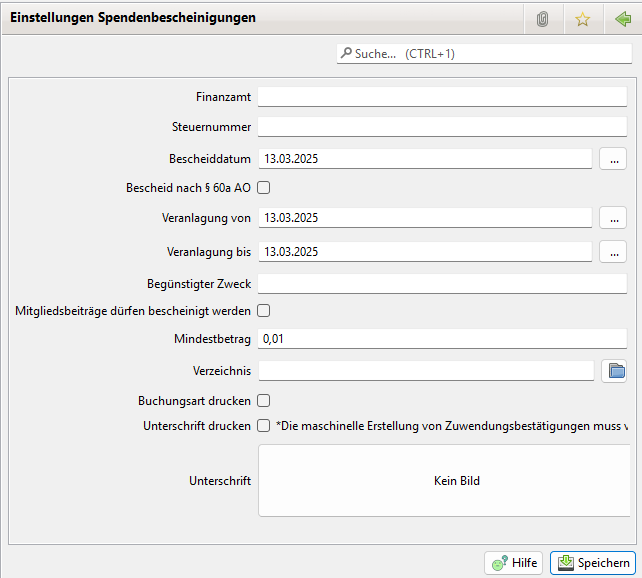 Einstellungen Spendenbescheinigungen
Suche... (CTRL+1)
Finanzamt
Steuernummer
Bescheiddatum 13.03.2025 ...
Bescheid nach § 60a AO
Veranlagung von 13.03.2025 ...
Veranlagung bis 13.03.2025 ...
Begünstigter Zweck
Mitgliedsbeiträge dürfen bescheinigt werden
Mindestbetrag 0,01
Verzeichnis
Buchungsart drucken
Unterschrift drucken *Die maschinelle Erstellung von Zuwendungsbestätigungen muss v
Unterschrift Kein Bild
Hilfe Speichern